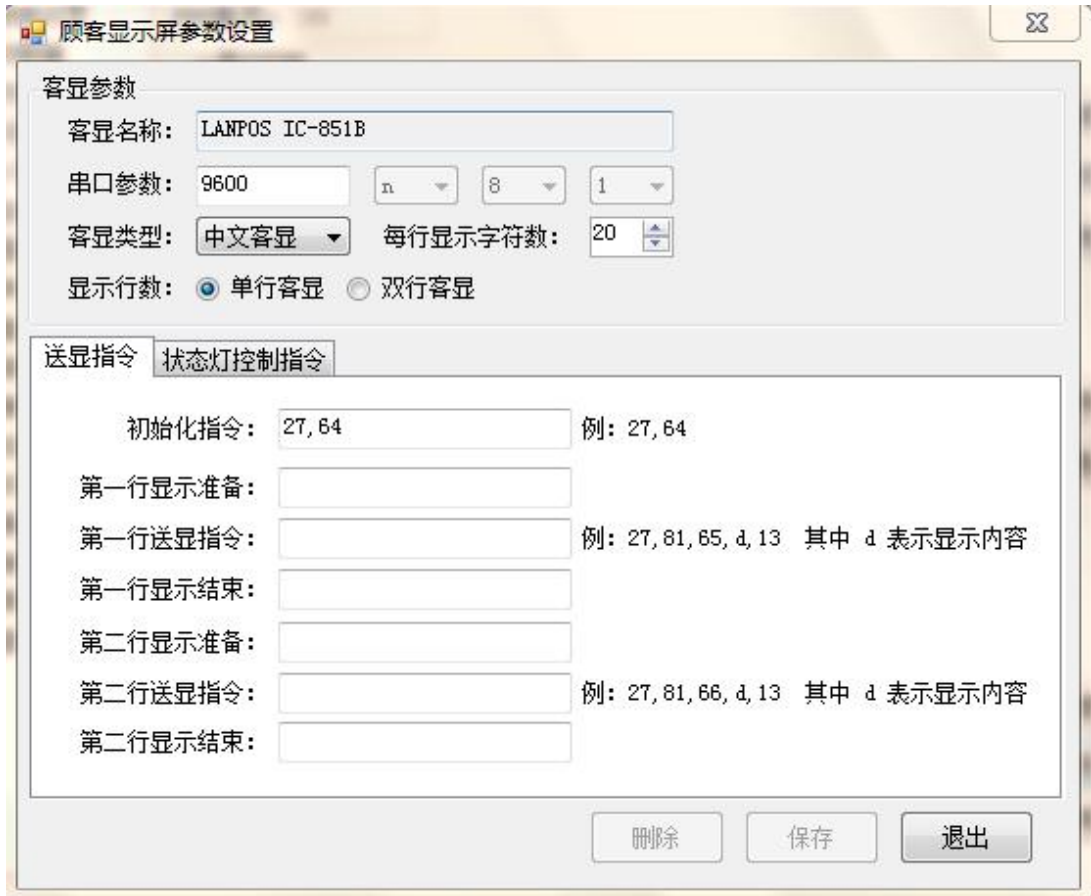 顾客显示屏参数设置
客显参数
客显名称: LANPOS IC-851B
串口参数: 9600 n 8 1
客显类型: 中文客显 每行显示字符数: 20
显示行数: 单行客显 双行客显
送显指令 状态灯控制指令
初始化指令: 27,64 例: 27,64
第一行显示准备:
第一行送显指令: 例: 27,81,65,d,13 其中 d 表示显示内容
第一行显示结束:
第二行显示准备:
第二行送显指令: 例: 27,81,66,d,13 其中 d 表示显示内容
第二行显示结束:
删除 保存 退出